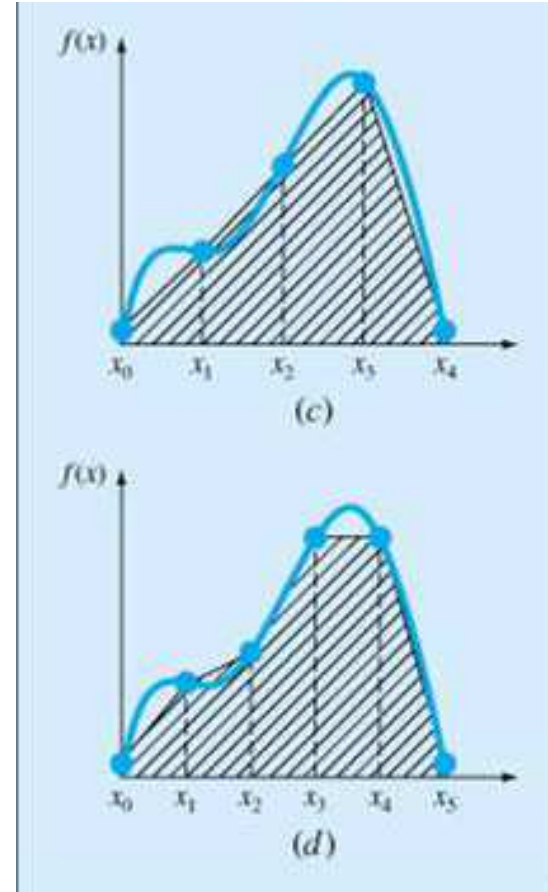 f(x)
x₀ x₁ x₂ x₃ x₄
(c)
f(x)
x₀ x₁ x₂ x₃ x₄ x₅
(d)